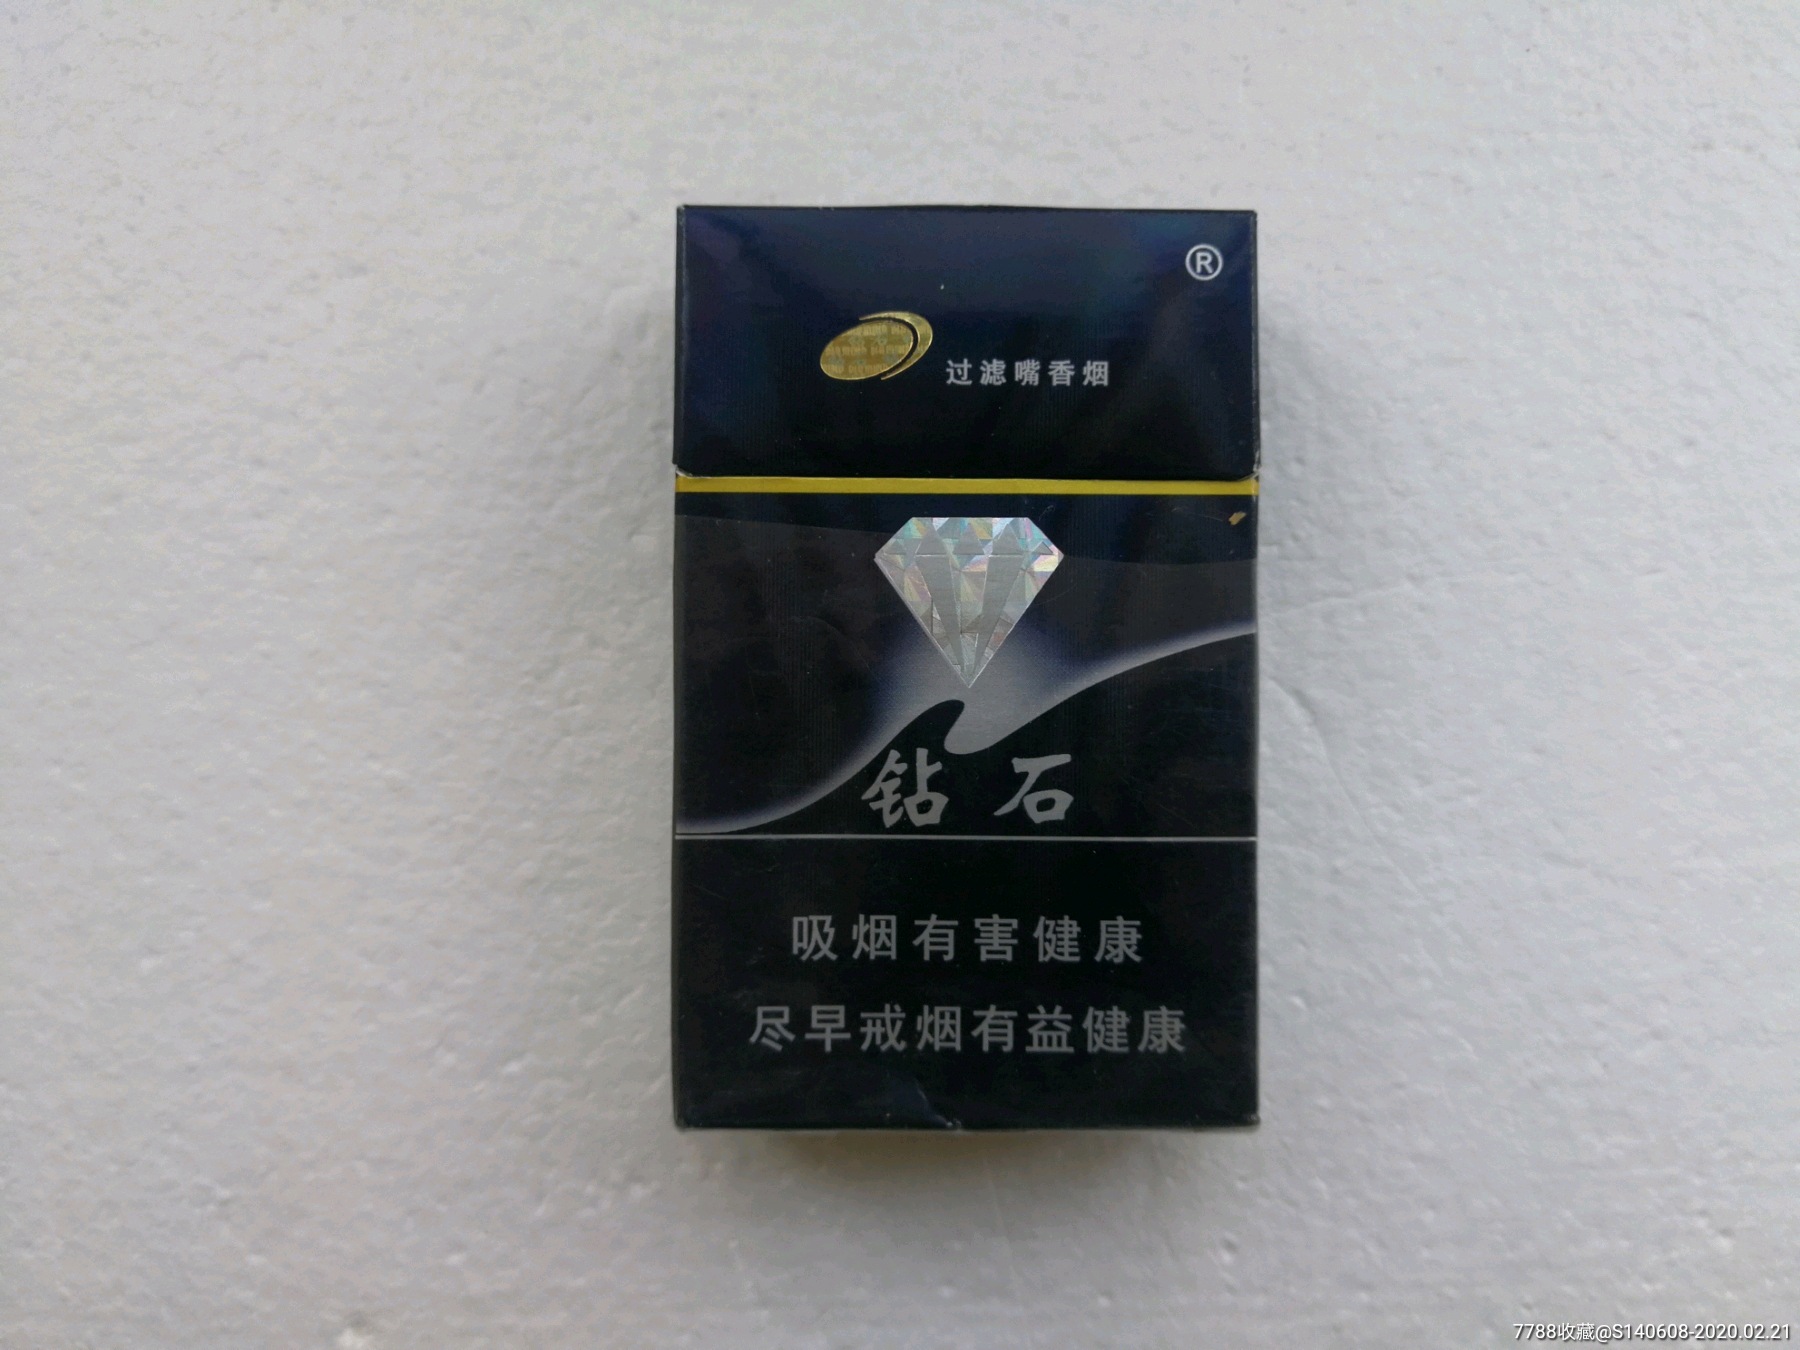 ®
过滤嘴香烟
钻石
吸烟有害健康
尽早戒烟有益健康
7788收藏@S140608-2020.02.21